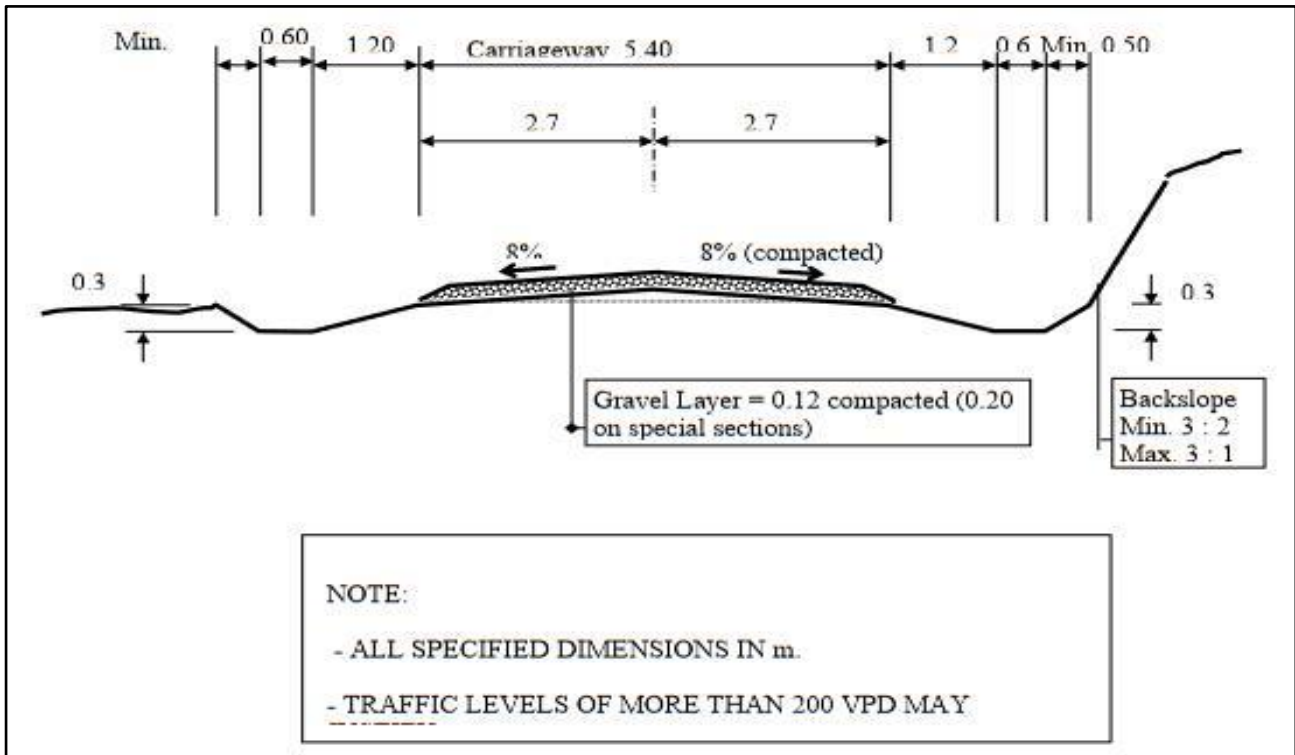 Min. 0.60 1.20 Carriageway 5.40 1.2 0.6 Min. 0.50
2.7 2.7
8% 8% (compacted)
0.3 0.3
Gravel Layer = 0.12 compacted (0.20
on special sections)
Backslope
Min. 3 : 2
Max. 3 : 1
NOTE:
- ALL SPECIFIED DIMENSIONS IN m.
- TRAFFIC LEVELS OF MORE THAN 200 VPD MAY